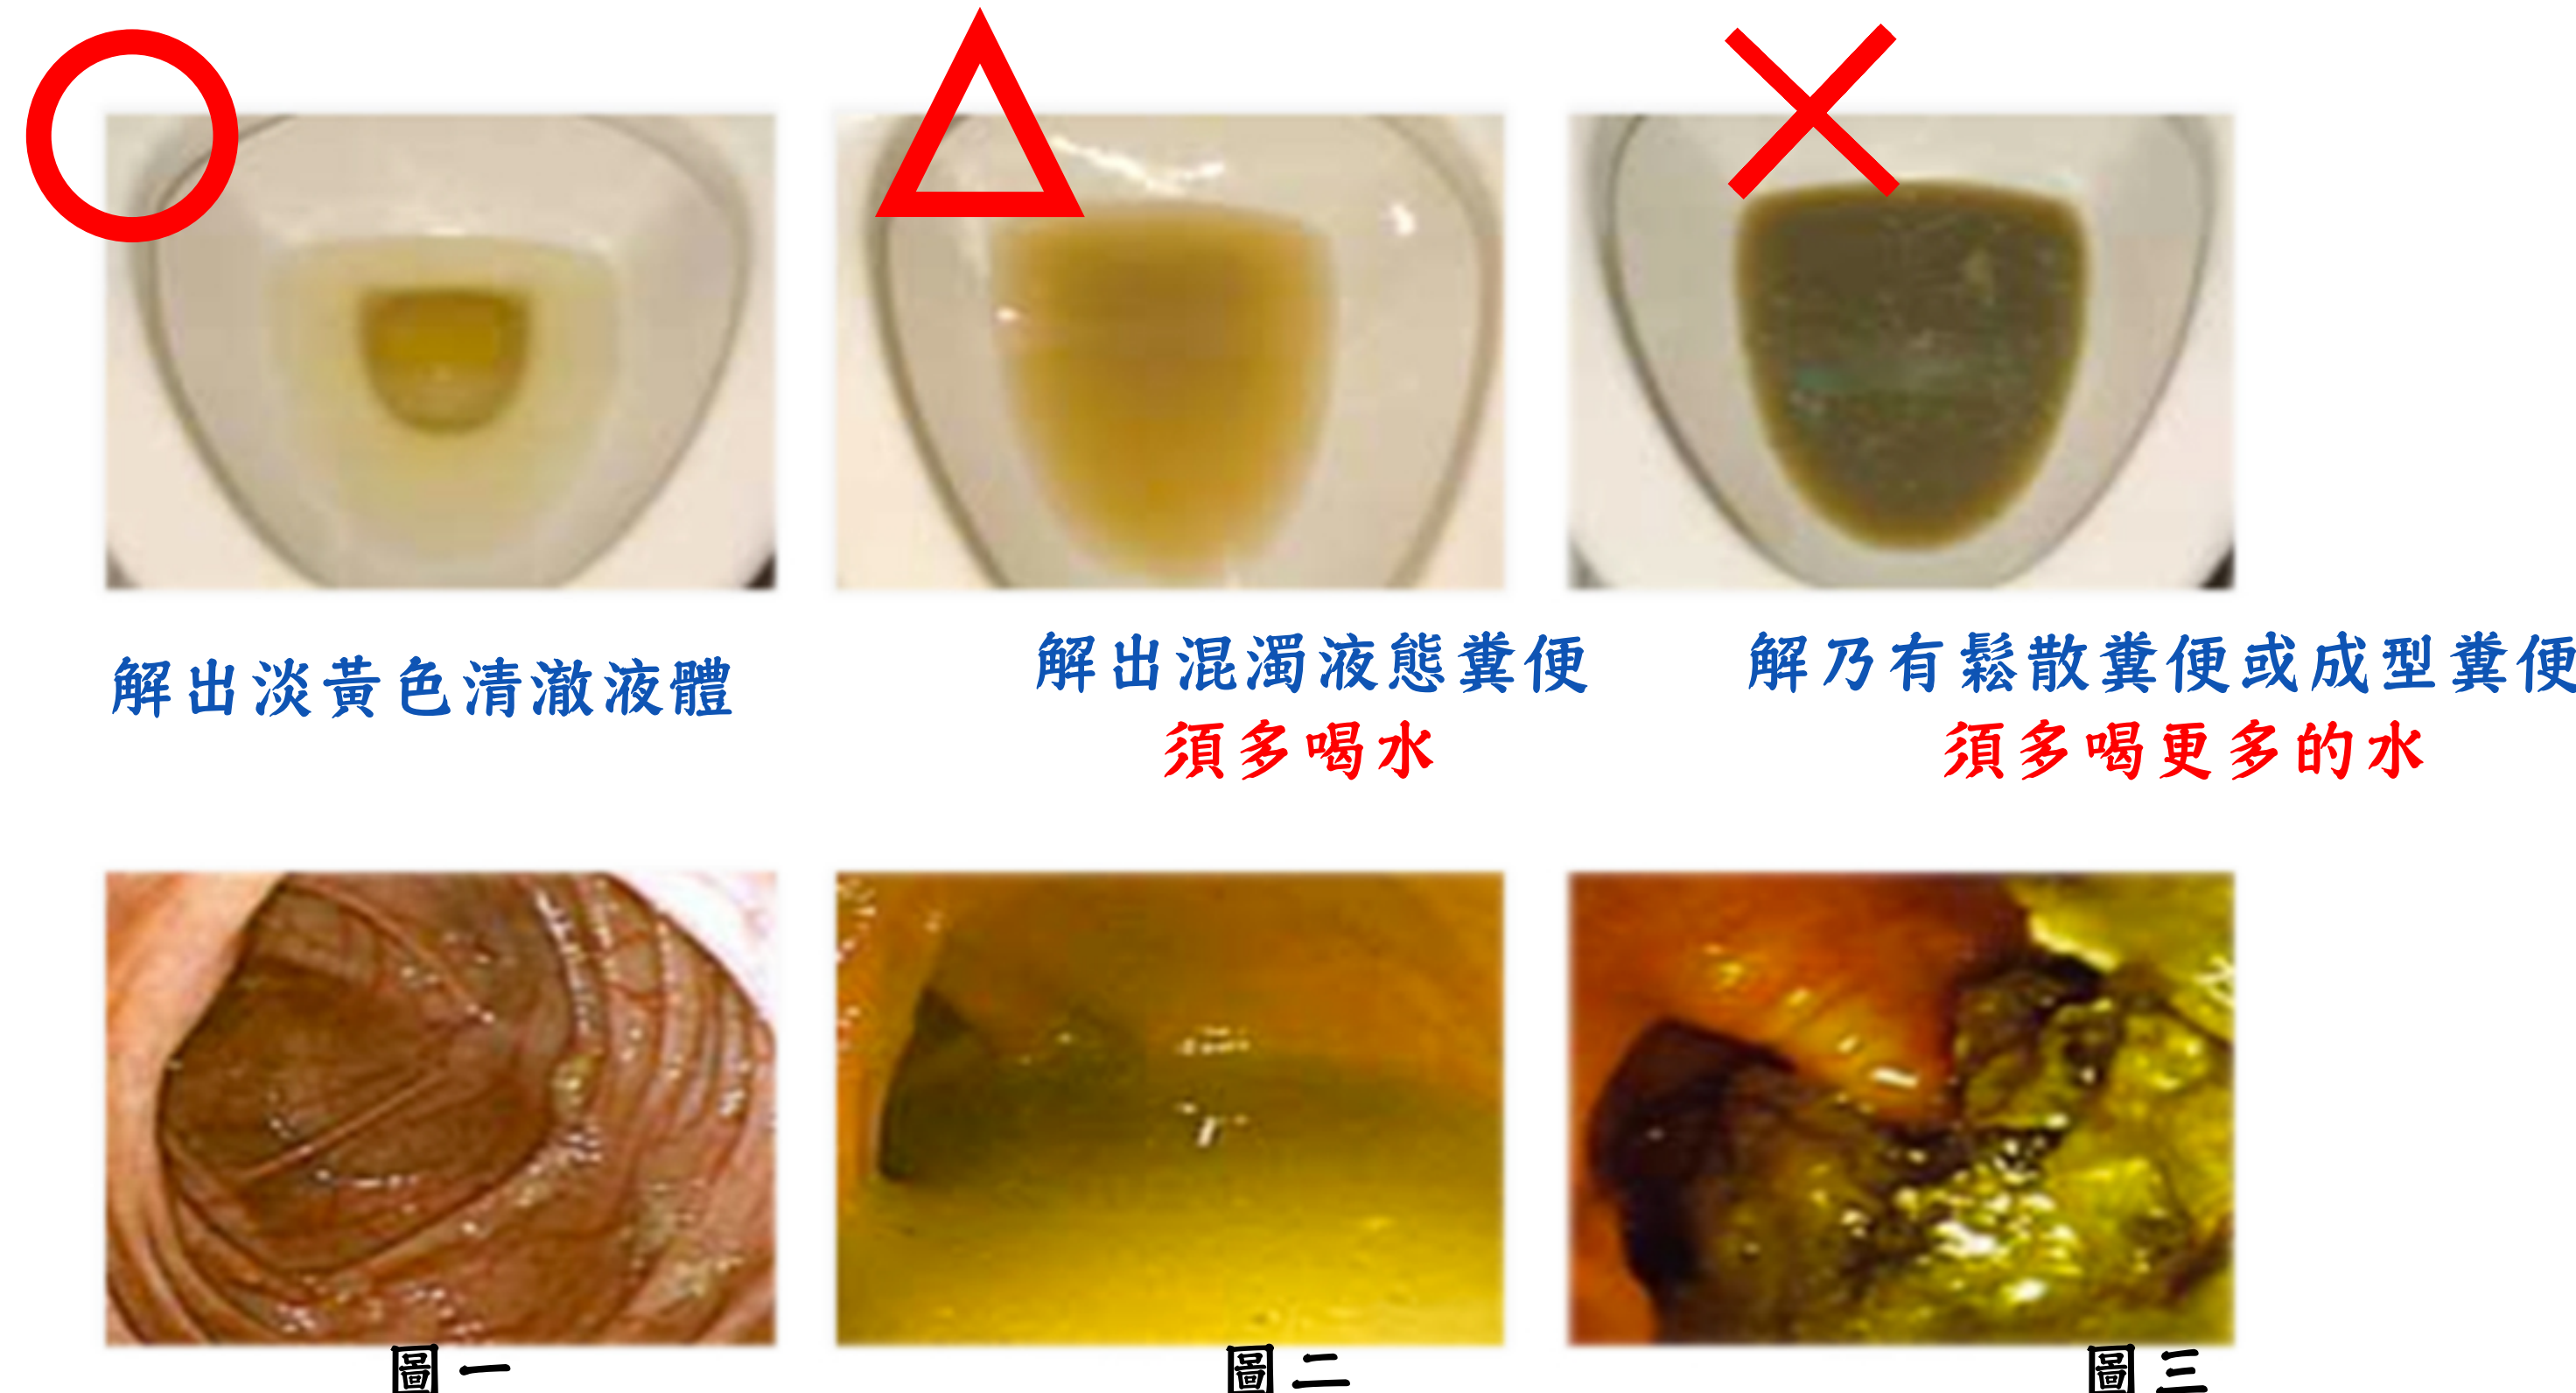 解出淡黃色清澈液體
解出混濁液態糞便
須多喝水
解乃有鬆散糞便或成型糞便
須多喝更多的水
圖一
圖二
圖三